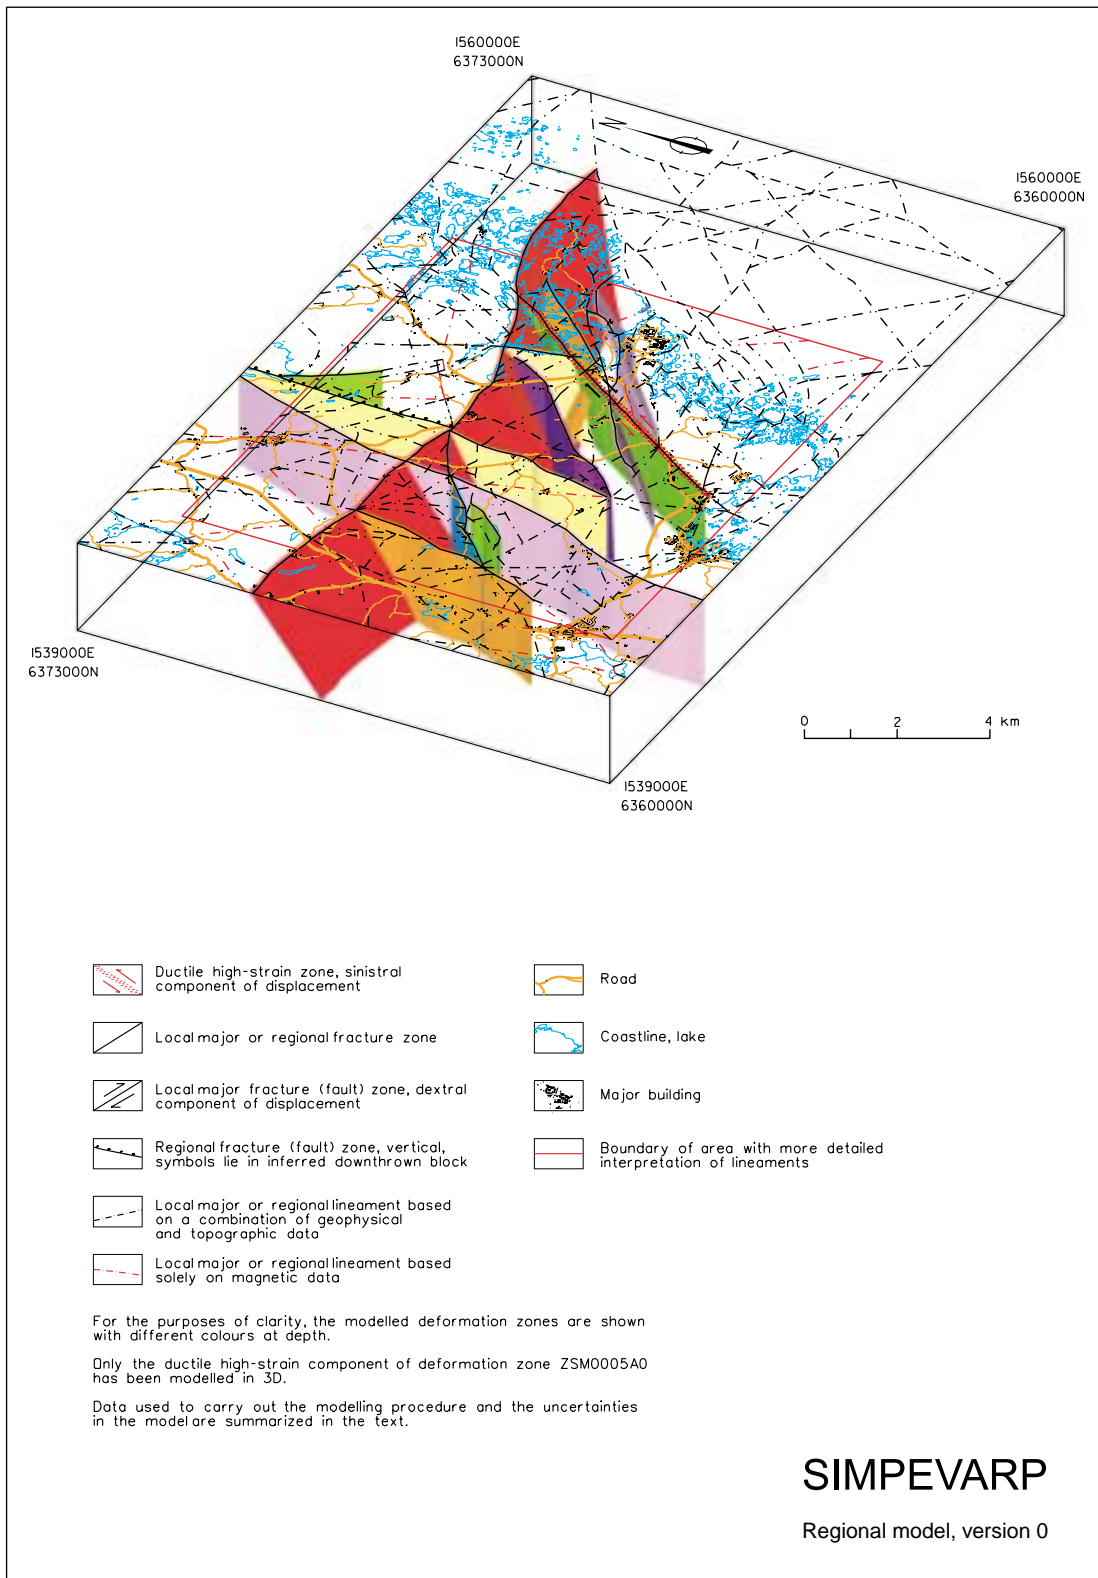 1560000E
6373000N
N
1560000E
6360000N
1539000E
6373000N
0 2 4 km
1539000E
6360000N
Ductile high-strain zone, sinistral
component of displacement
Local major or regional fracture zone
Local major fracture (fault) zone, dextral
component of displacement
Regional fracture (fault) zone, vertical,
symbols lie in inferred downthrown block
Local major or regional lineament based
on a combination of geophysical
and topographic data
Local major or regional lineament based
solely on magnetic data
Road
Coastline, lake
Major building
Boundary of area with more detailed
interpretation of lineaments
For the purposes of clarity, the modelled deformation zones are shown
with different colours at depth.
Only the ductile high-strain component of deformation zone ZSM0005A0
has been modelled in 3D.
Data used to carry out the modelling procedure and the uncertainties
in the model are summarized in the text.
SIMPEVARP
Regional model, version 0